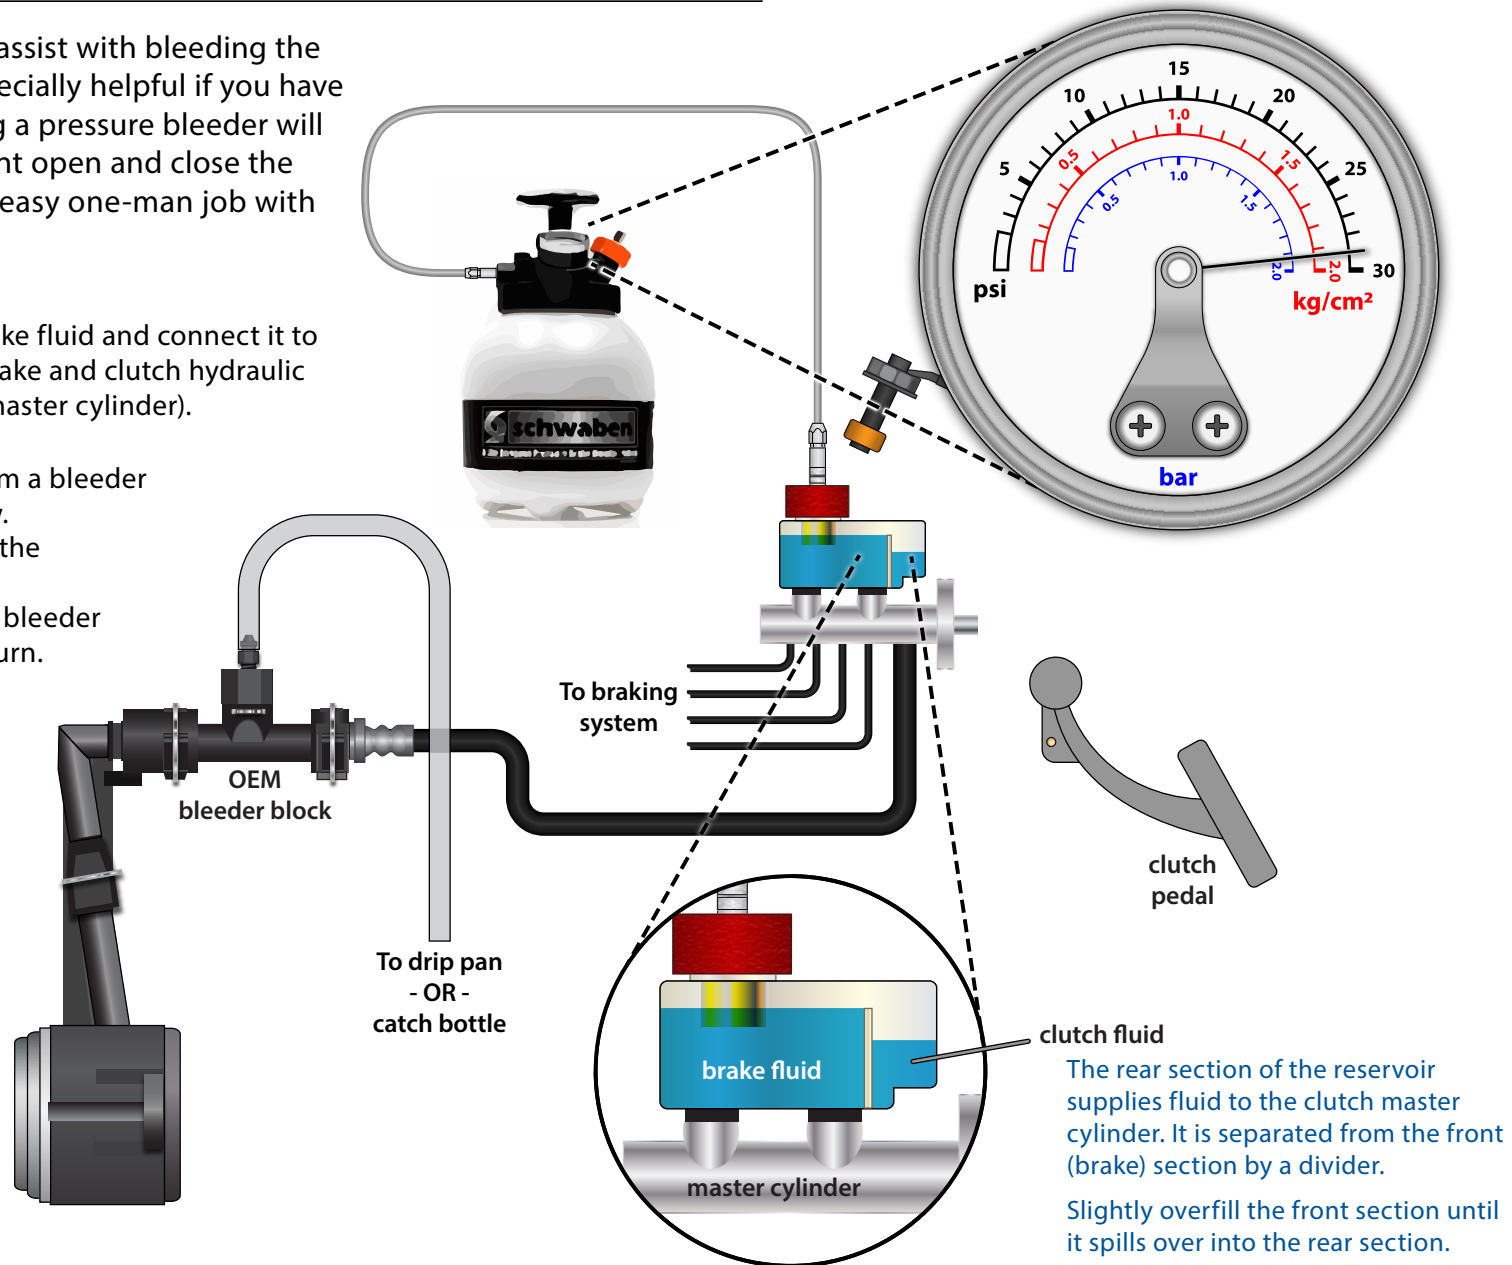 assist with bleeding the
ecially helpful if you have
g a pressure bleeder will
nt open and close the
easy one-man job with
ke fluid and connect it to
ake and clutch hydraulic
naster cylinder).
m a bleeder
the
bleeder
urn.
schwaben
5
10
15
20
25
30
psi
0.5
1.0
1.5
2.0
kg/cm²
0.5
1.0
1.5
2.0
bar
To braking
system
OEM
bleeder block
To drip pan
- OR -
catch bottle
clutch
pedal
brake fluid
master cylinder
clutch fluid
The rear section of the reservoir
supplies fluid to the clutch master
cylinder. It is separated from the front
(brake) section by a divider.
Slightly overfill the front section until
it spills over into the rear section.